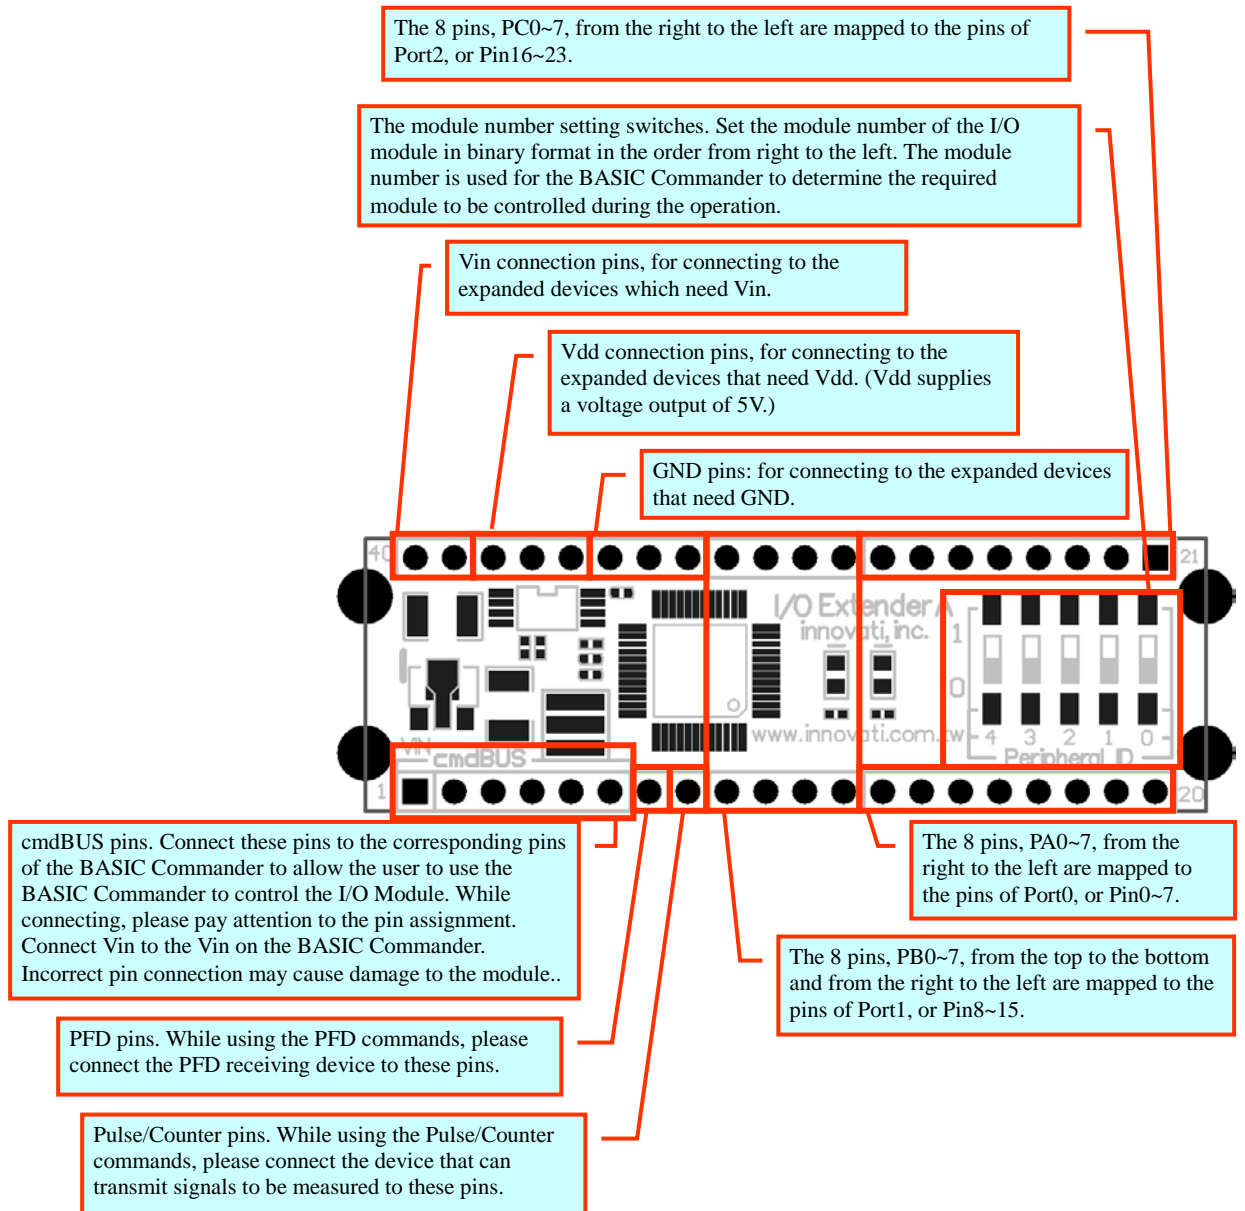 The 8 pins, PC0~7, from the right to the left are mapped to the pins of
Port2, or Pin16~23.
The module number setting switches. Set the module number of the I/O
module in binary format in the order from right to the left. The module
number is used for the BASIC Commander to determine the required
module to be controlled during the operation.
Vin connection pins, for connecting to the
expanded devices which need Vin.
Vdd connection pins, for connecting to the
expanded devices that need Vdd. (Vdd supplies
a voltage output of 5V.)
GND pins: for connecting to the expanded devices
that need GND.
40
21
I/O Extender A
innovati, inc.
1
0
www.innovati.com.tw
4 3 2 1 0
Peripheral ID
VIN
cmdBUS
1
20
cmdBUS pins. Connect these pins to the corresponding pins
of the BASIC Commander to allow the user to use the
BASIC Commander to control the I/O Module. While
connecting, please pay attention to the pin assignment.
Connect Vin to the Vin on the BASIC Commander.
Incorrect pin connection may cause damage to the module..
The 8 pins, PA0~7, from the
right to the left are mapped to
the pins of Port0, or Pin0~7.
The 8 pins, PB0~7, from the top to the bottom
and from the right to the left are mapped to the
pins of Port1, or Pin8~15.
PFD pins. While using the PFD commands, please
connect the PFD receiving device to these pins.
Pulse/Counter pins. While using the Pulse/Counter
commands, please connect the device that can
transmit signals to be measured to these pins.